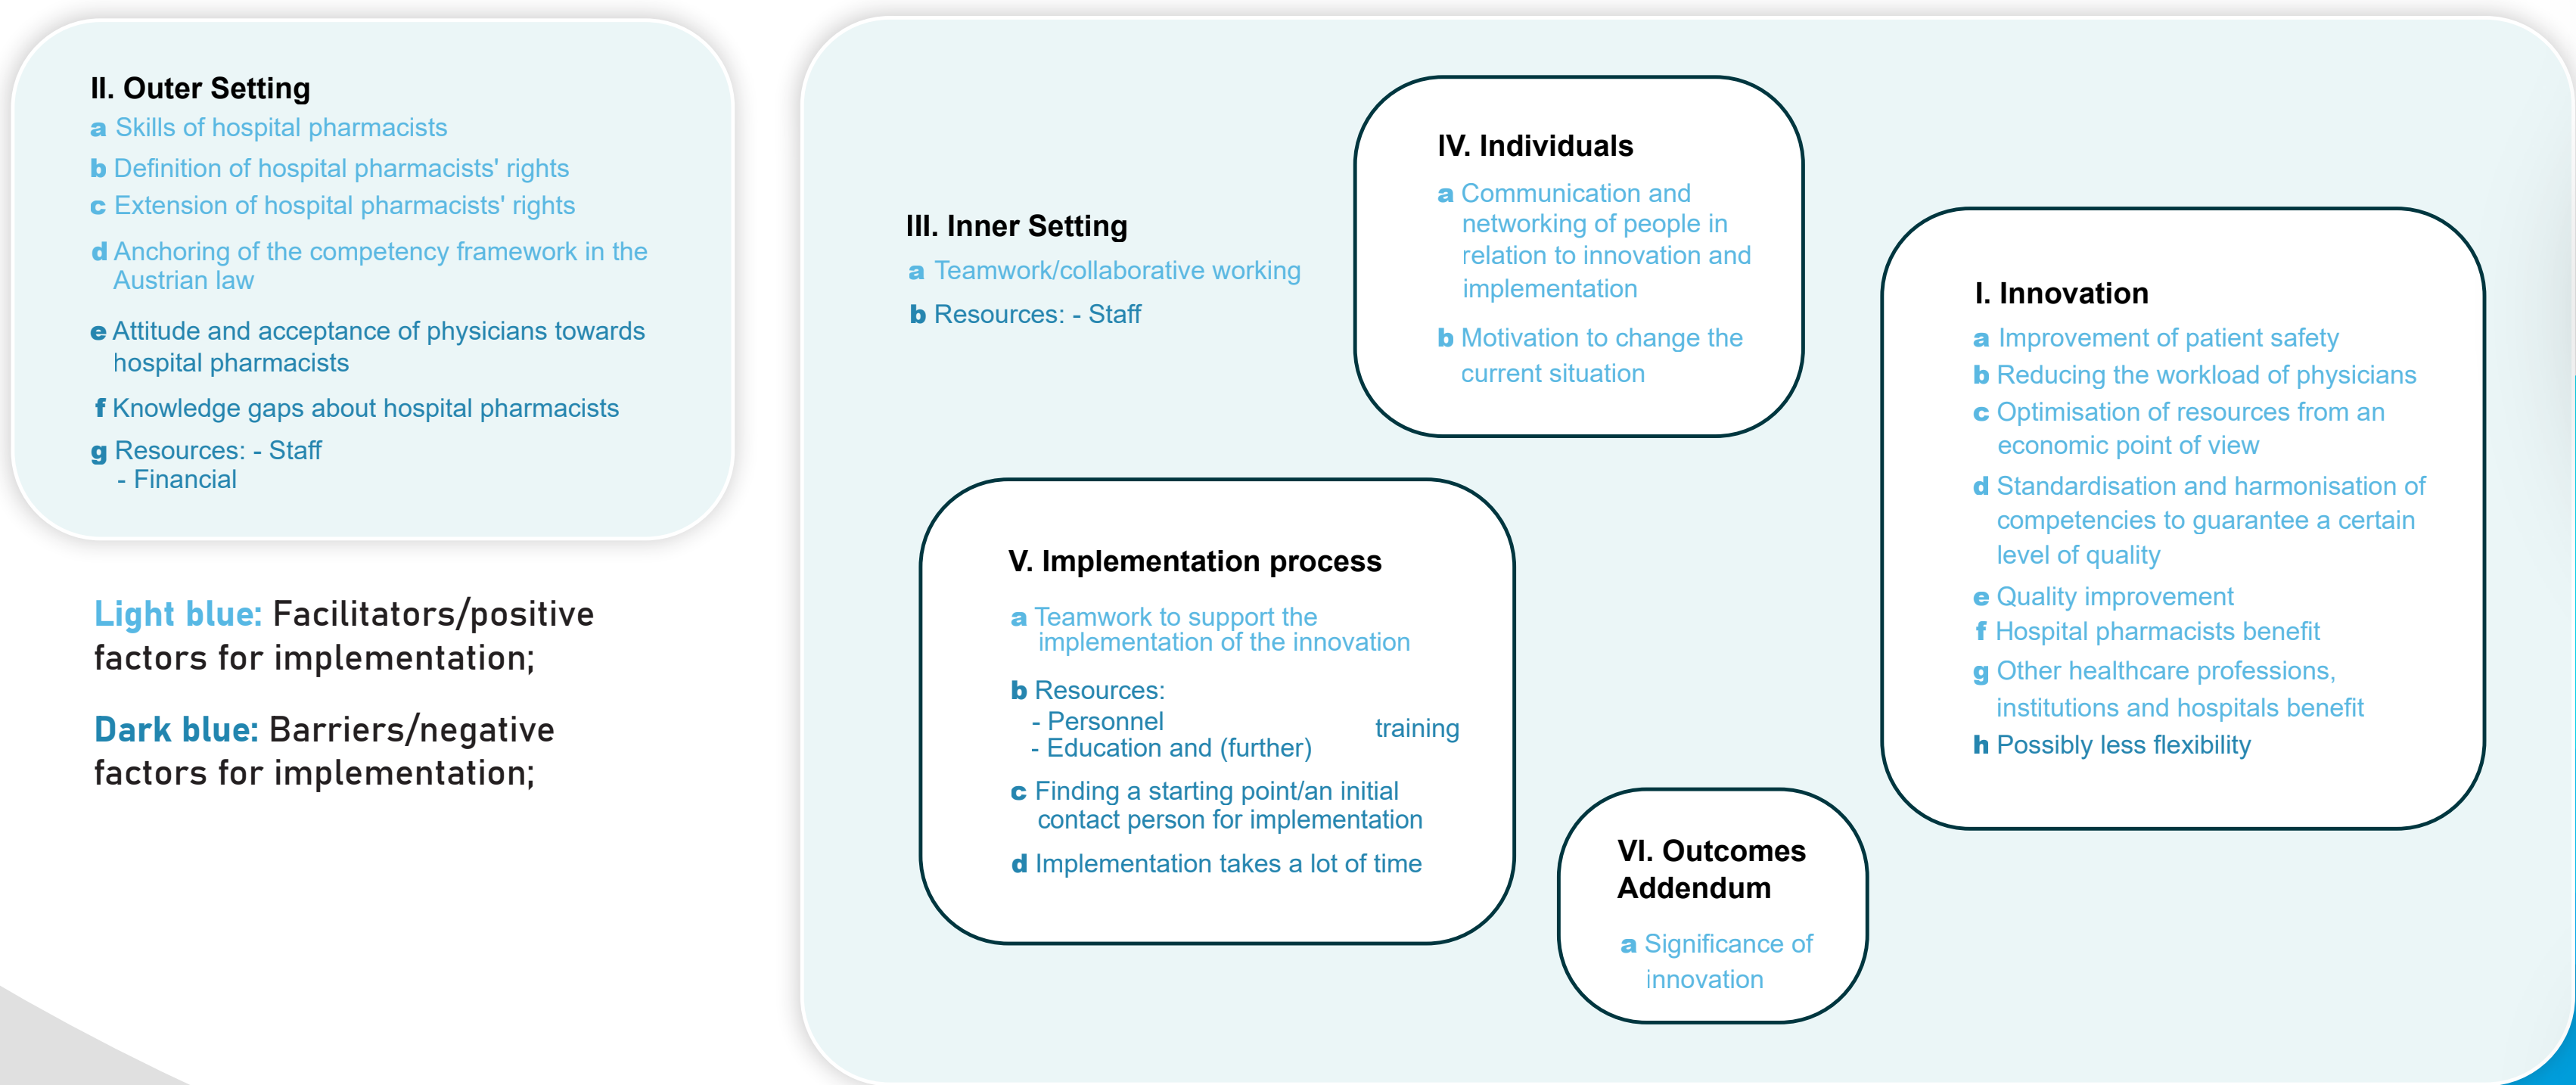 II. Outer Setting
a Skills of hospital pharmacists
b Definition of hospital pharmacists' rights
c Extension of hospital pharmacists' rights
d Anchoring of the competency framework in the
Austrian law
e Attitude and acceptance of physicians towards
hospital pharmacists
f Knowledge gaps about hospital pharmacists
g Resources: - Staff
- Financial
Light blue: Facilitators/positive
factors for implementation;
Dark blue: Barriers/negative
factors for implementation;
III. Inner Setting
a Teamwork/collaborative working
b Resources: - Staff
IV. Individuals
a Communication and
networking of people in
relation to innovation and
implementation
b Motivation to change the
current situation
V. Implementation process
a Teamwork to support the
implementation of the innovation
b Resources:
- Personnel
- Education and (further) training
c Finding a starting point/an initial
contact person for implementation
d Implementation takes a lot of time
VI. Outcomes
Addendum
a Significance of
innovation
I. Innovation
a Improvement of patient safety
b Reducing the workload of physicians
c Optimisation of resources from an
economic point of view
d Standardisation and harmonisation of
competencies to guarantee a certain
level of quality
e Quality improvement
f Hospital pharmacists benefit
g Other healthcare professions,
institutions and hospitals benefit
h Possibly less flexibility